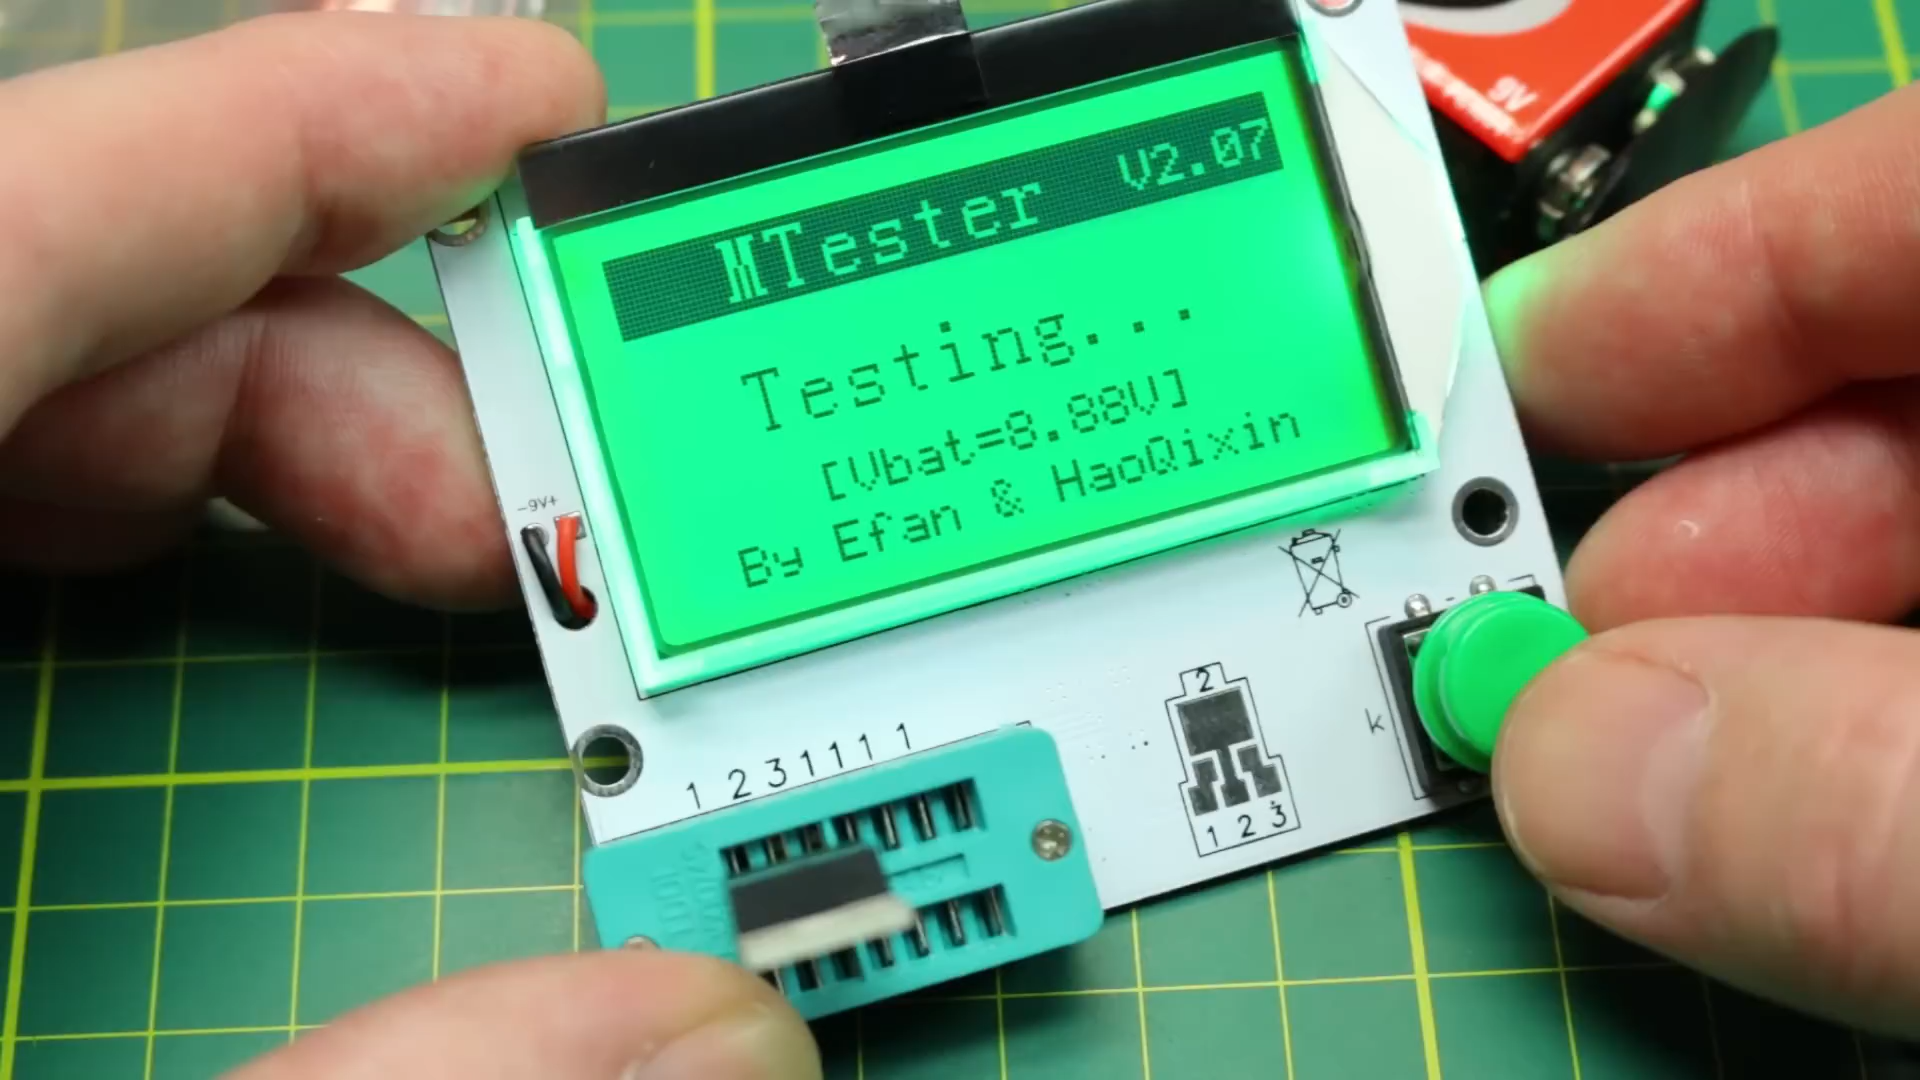 MTester V2.07
Testing...
[Vbat=8.88V]
By Efan & HaoQixin
9V
-9V+
2
k
1 2 3
1 2 3 1 1 1 1